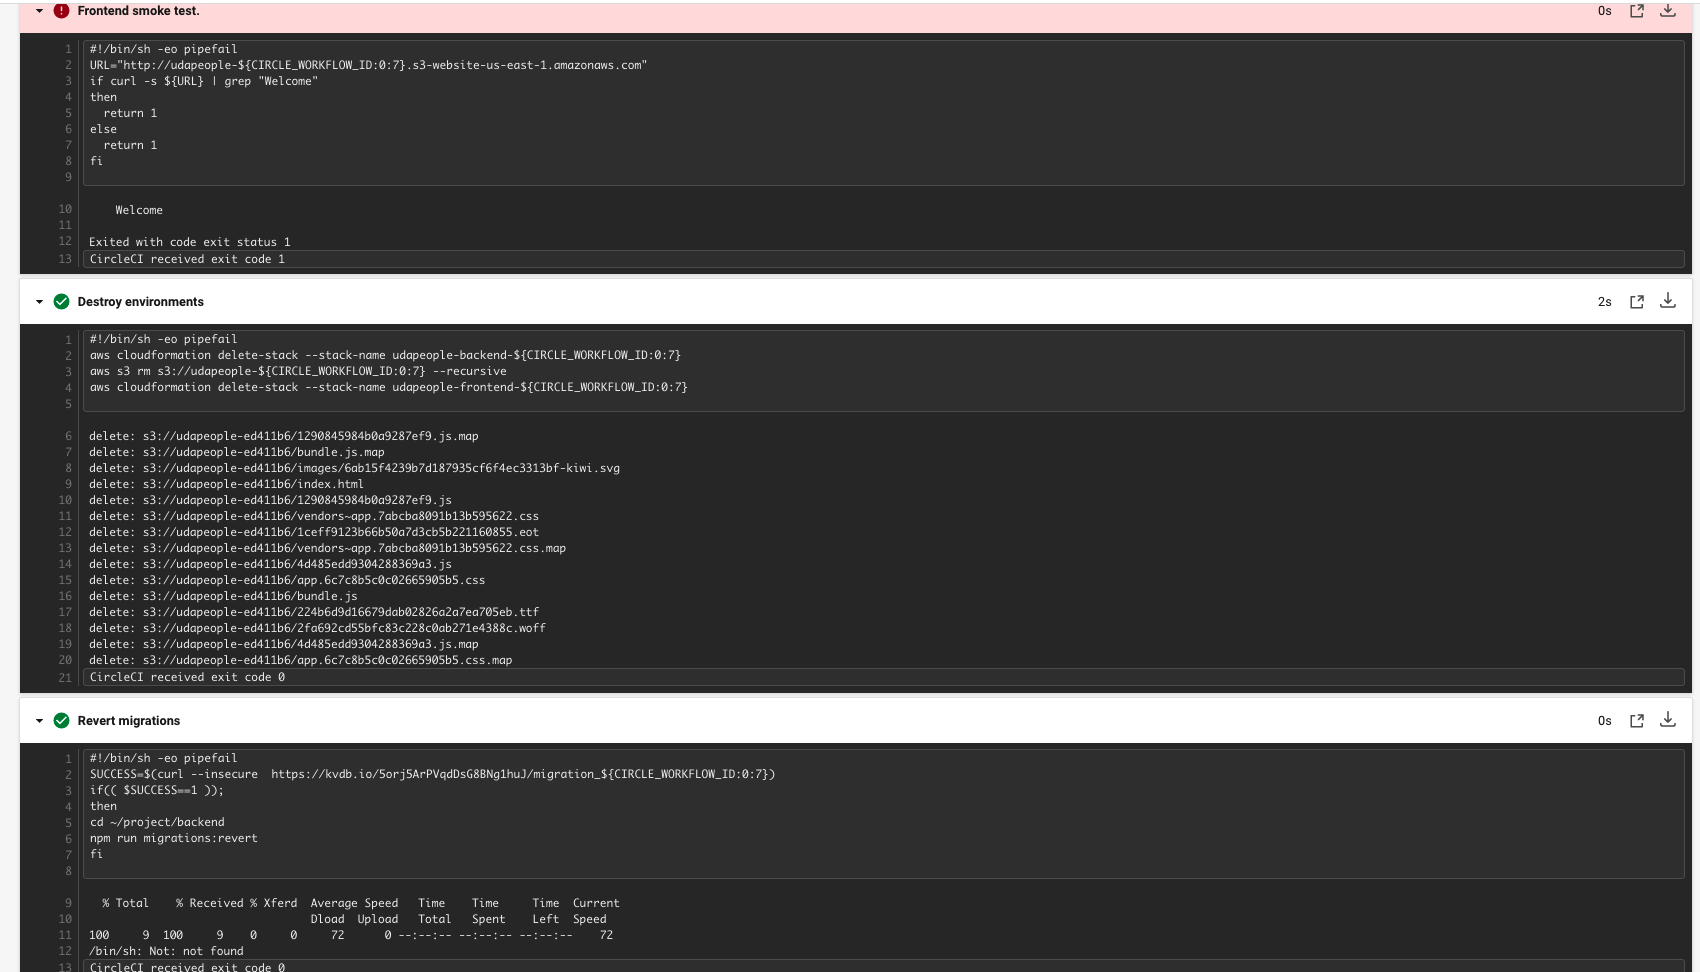 Frontend smoke test. 0s
1 #!/bin/sh -eo pipefail
2 URL="http://udapeople-${CIRCLE_WORKFLOW_ID:0:7}.s3-website-us-east-1.amazonaws.com"
3 if curl -s ${URL} | grep "Welcome"
4 then
5   return 1
6 else
7   return 1
8 fi
9
10     Welcome
11
12 Exited with code exit status 1
13 CircleCI received exit code 1
Destroy environments 2s
1 #!/bin/sh -eo pipefail
2 aws cloudformation delete-stack --stack-name udapeople-backend-${CIRCLE_WORKFLOW_ID:0:7}
3 aws s3 rm s3://udapeople-${CIRCLE_WORKFLOW_ID:0:7} --recursive
4 aws cloudformation delete-stack --stack-name udapeople-frontend-${CIRCLE_WORKFLOW_ID:0:7}
5
6 delete: s3://udapeople-ed411b6/1290845984b0a9287ef9.js.map
7 delete: s3://udapeople-ed411b6/bundle.js.map
8 delete: s3://udapeople-ed411b6/images/6ab15f4239b7d187935cf6f4ec3313bf-kiwi.svg
9 delete: s3://udapeople-ed411b6/index.html
10 delete: s3://udapeople-ed411b6/1290845984b0a9287ef9.js
11 delete: s3://udapeople-ed411b6/vendors~app.7abcba8091b13b595622.css
12 delete: s3://udapeople-ed411b6/1ceff9123b66b50a7d3cb5b221160855.eot
13 delete: s3://udapeople-ed411b6/vendors~app.7abcba8091b13b595622.css.map
14 delete: s3://udapeople-ed411b6/4d485edd9304288369a3.js
15 delete: s3://udapeople-ed411b6/app.6c7c8b5c0c02665905b5.css
16 delete: s3://udapeople-ed411b6/bundle.js
17 delete: s3://udapeople-ed411b6/224b6d9d16679dab02826a2a7ea705eb.ttf
18 delete: s3://udapeople-ed411b6/2fa692cd55bfc83c228c0ab271e4388c.woff
19 delete: s3://udapeople-ed411b6/4d485edd9304288369a3.js.map
20 delete: s3://udapeople-ed411b6/app.6c7c8b5c0c02665905b5.css.map
21 CircleCI received exit code 0
Revert migrations 0s
1 #!/bin/sh -eo pipefail
2 SUCCESS=$(curl --insecure  https://kvdb.io/5orj5ArPVqdDsG8BNg1huJ/migration_${CIRCLE_WORKFLOW_ID:0:7})
3 if(( $SUCCESS==1 ));
4 then
5 cd ~/project/backend
6 npm run migrations:revert
7 fi
8
9   % Total    % Received % Xferd  Average Speed   Time    Time     Time  Current
10                                  Dload  Upload   Total   Spent    Left  Speed
11 100     9  100     9    0     0     72      0 --:--:-- --:--:-- --:--:--    72
12 /bin/sh: Not: not found
13 CircleCI received exit code 0